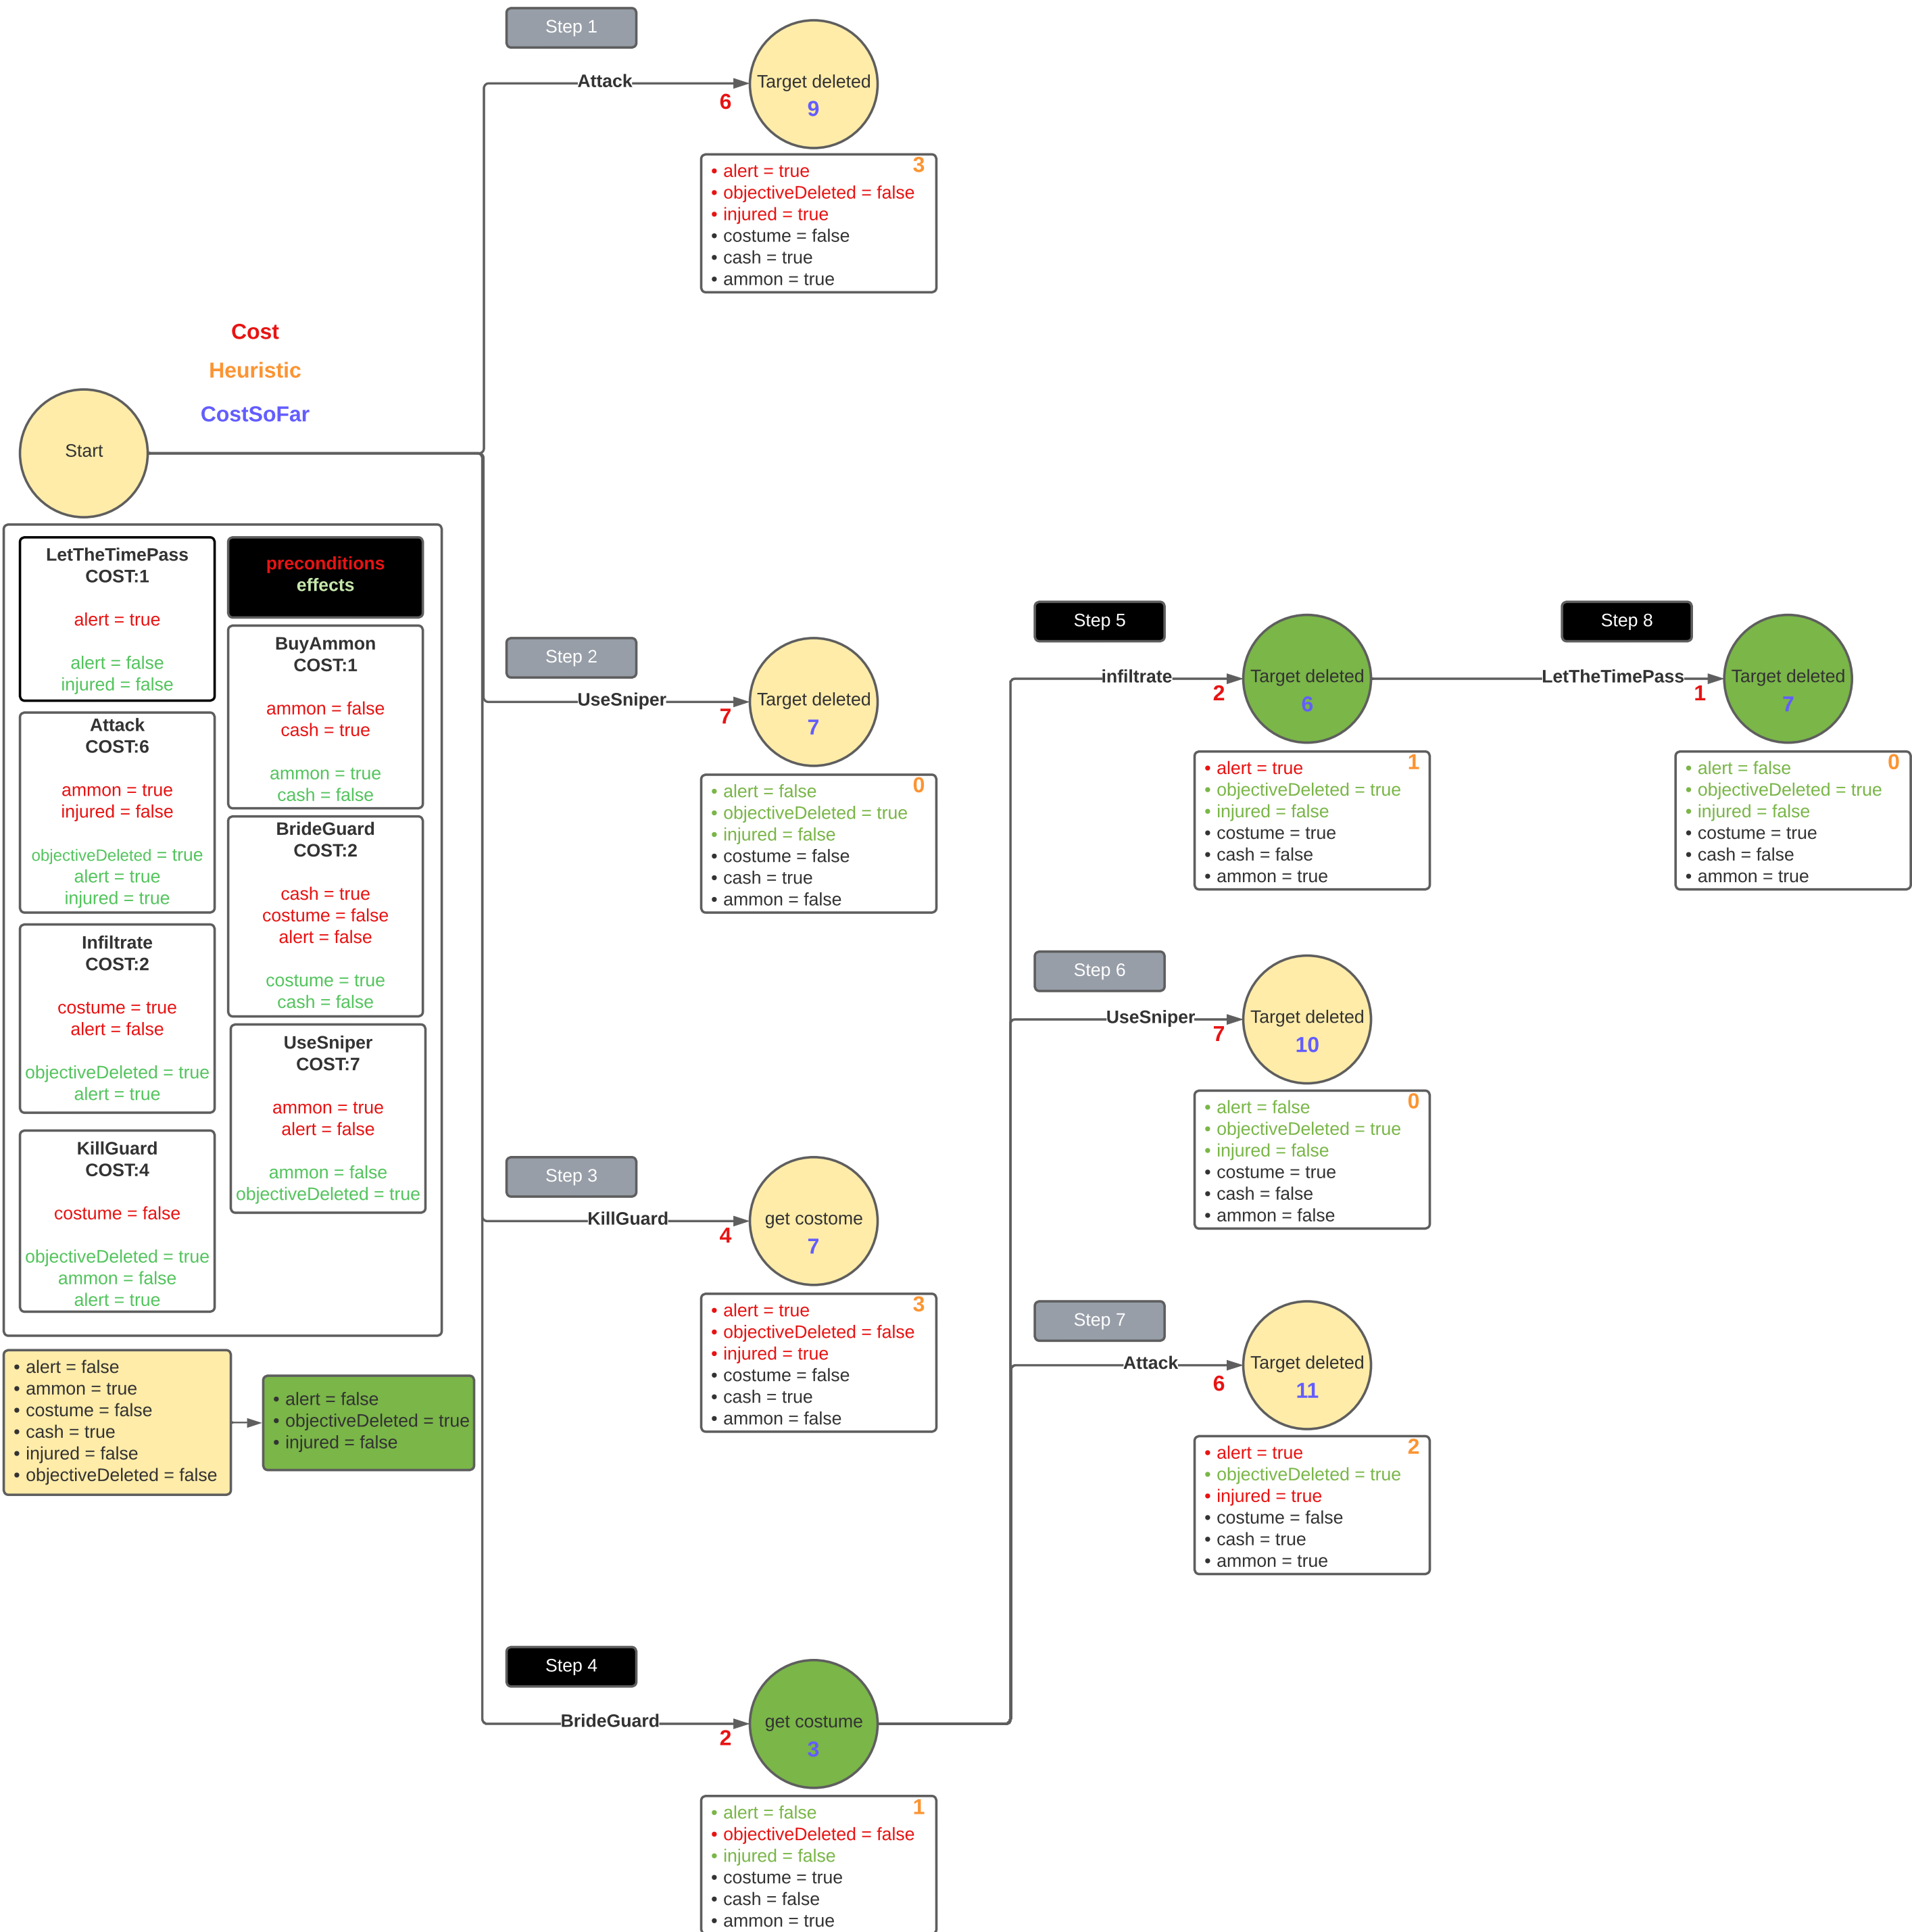 Step 1
Attack
6
Target deleted
9
3
• alert = true
• objectiveDeleted = false
• injured = true
• costume = false
• cash = true
• ammon = true
Cost
Heuristic
CostSoFar
Start
LetTheTimePass
COST:1
alert = true
alert = false
injured = false
preconditions
effects
Attack
COST:6
ammon = true
injured = false
objectiveDeleted = true
alert = true
injured = true
BuyAmmon
COST:1
ammon = false
cash = true
ammon = true
cash = false
Infiltrate
COST:2
costume = true
alert = false
objectiveDeleted = true
alert = true
BrideGuard
COST:2
cash = true
costume = false
alert = false
costume = true
cash = false
KillGuard
COST:4
costume = false
objectiveDeleted = true
ammon = false
alert = true
UseSniper
COST:7
ammon = true
alert = false
ammon = false
objectiveDeleted = true
• alert = false
• ammon = true
• costume = false
• cash = true
• injured = false
• objectiveDeleted = false
• alert = false
• objectiveDeleted = true
• injured = false
Step 2
UseSniper
7
Target deleted
7
0
• alert = false
• objectiveDeleted = true
• injured = false
• costume = false
• cash = true
• ammon = false
Step 3
KillGuard
4
get costome
7
3
• alert = true
• objectiveDeleted = false
• injured = true
• costume = false
• cash = true
• ammon = false
Step 4
BrideGuard
2
get costume
3
1
• alert = false
• objectiveDeleted = false
• injured = false
• costume = true
• cash = false
• ammon = true
Step 5
infiltrate
2
Target deleted
6
1
• alert = true
• objectiveDeleted = true
• injured = false
• costume = true
• cash = false
• ammon = true
Step 6
UseSniper
7
Target deleted
10
0
• alert = false
• objectiveDeleted = true
• injured = false
• costume = true
• cash = false
• ammon = false
Step 7
Attack
6
Target deleted
11
2
• alert = true
• objectiveDeleted = true
• injured = true
• costume = false
• cash = true
• ammon = true
Step 8
LetTheTimePass
1
Target deleted
7
0
• alert = false
• objectiveDeleted = true
• injured = false
• costume = true
• cash = false
• ammon = true